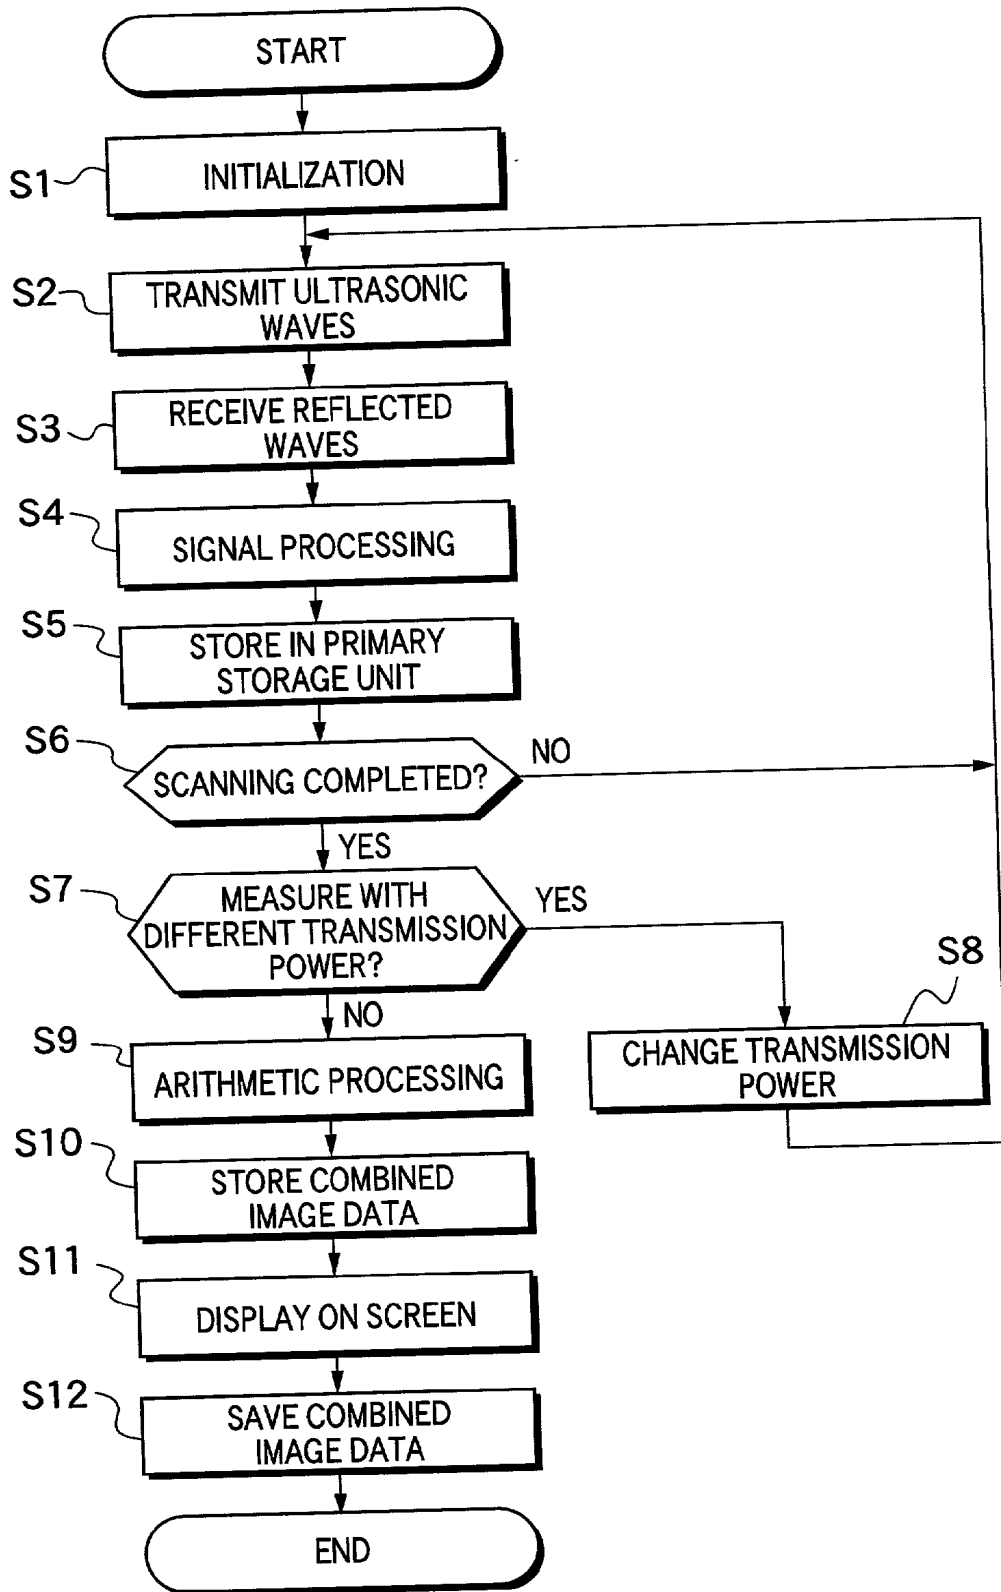 START
S1
INITIALIZATION
S2
TRANSMIT ULTRASONIC
WAVES
S3
RECEIVE REFLECTED
WAVES
S4
SIGNAL PROCESSING
S5
STORE IN PRIMARY
STORAGE UNIT
S6
SCANNING COMPLETED?
NO
YES
S7
MEASURE WITH
DIFFERENT TRANSMISSION
POWER?
YES
NO
S8
CHANGE TRANSMISSION
POWER
S9
ARITHMETIC PROCESSING
S10
STORE COMBINED
IMAGE DATA
S11
DISPLAY ON SCREEN
S12
SAVE COMBINED
IMAGE DATA
END